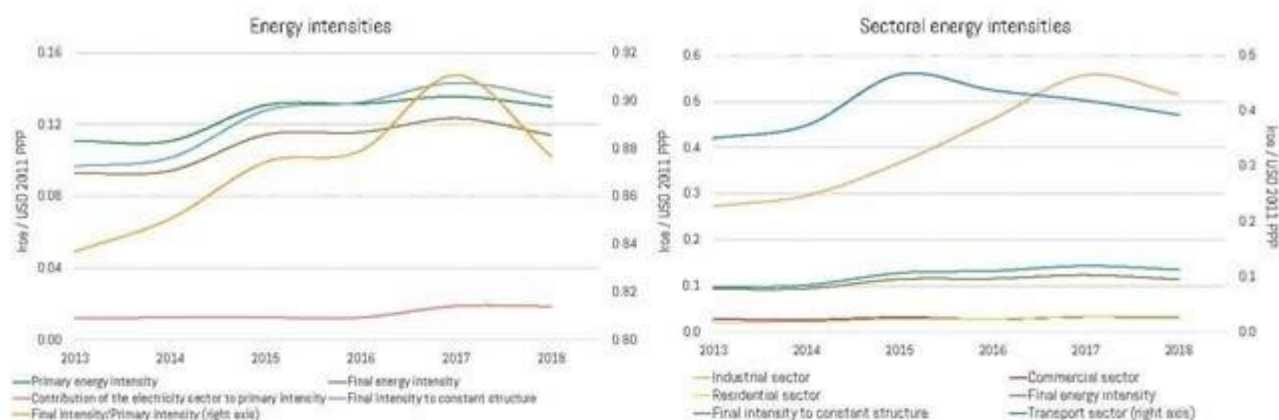 Energy intensities
0.16
0.12
0.08
0.04
0.00
koe / USD 2011 PPP
0.92
0.90
0.88
0.86
0.84
0.82
0.80
2013 2014 2015 2016 2017 2018
Primary energy intensity
Final energy intensity
Contribution of the electricity sector to primary intensity
Final intensity to constant structure
Final Intensity/Primary intensity (right axis)
Sectoral energy intensities
0.6
0.5
0.4
0.3
0.2
0.1
0.0
koe / USD 2011 PPP
0.5
0.4
0.3
0.2
0.1
0.0
koe / USD 2011 PPP
2013 2014 2015 2016 2017 2018
Industrial sector
Commercial sector
Residential sector
Final energy intensity
Final intensity to constant structure
Transport sector (right axis)